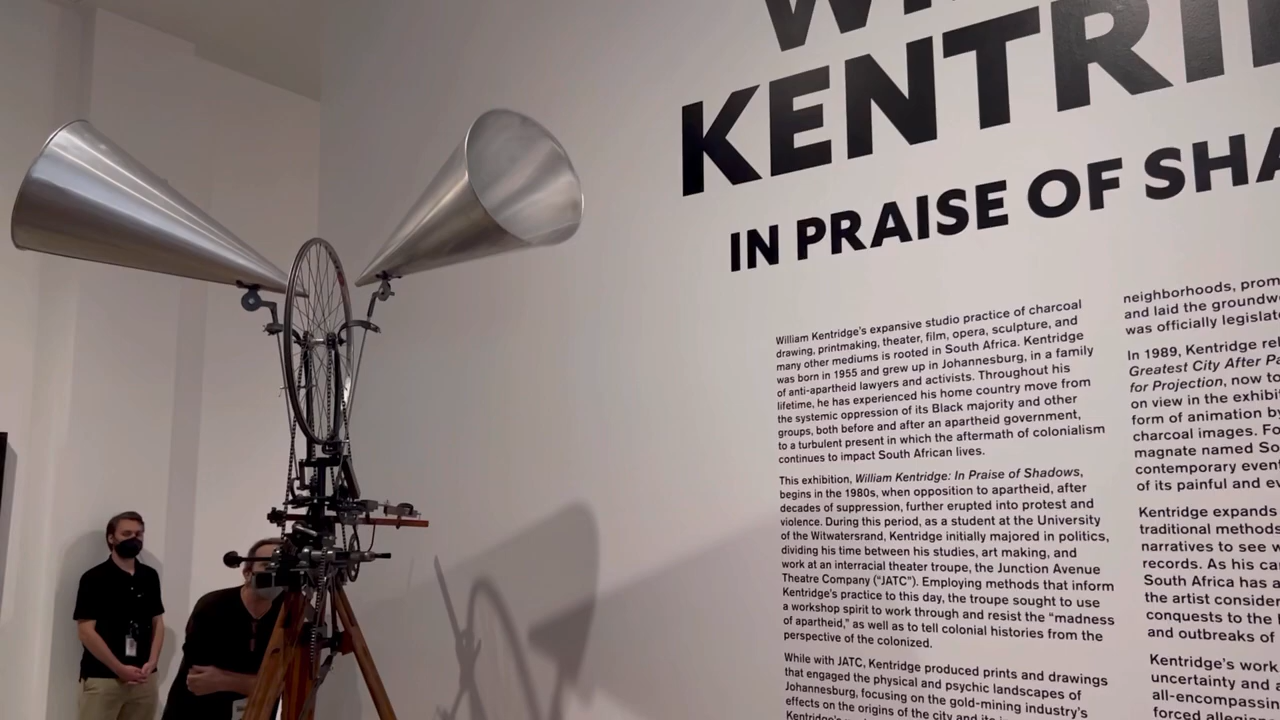 KENTRI
IN PRAISE OF SHA
William Kentridge's expansive studio practice of charcoal
drawing, printmaking, theater, film, opera, sculpture, and
many other mediums is rooted in South Africa. Kentridge
was born in 1955 and grew up in Johannesburg, in a family
of anti-apartheid lawyers and activists. Throughout his
lifetime, he has experienced his home country move from
the systemic oppression of its Black majority and other
groups, both before and after an apartheid government,
to a turbulent present in which the aftermath of colonialism
continues to impact South African lives.
This exhibition, William Kentridge: In Praise of Shadows,
begins in the 1980s, when opposition to apartheid, after
decades of suppression, further erupted into protest and
violence. During this period, as a student at the University
of the Witwatersrand, Kentridge initially majored in politics,
dividing his time between his studies, art making, and
work at an interracial theater troupe, the Junction Avenue
Theatre Company ("JATC"). Employing methods that inform
Kentridge's practice to this day, the troupe sought to use
a workshop spirit to work through and resist the "madness
of apartheid," as well as to tell colonial histories from the
perspective of the colonized.
While with JATC, Kentridge produced prints and drawings
that engaged the physical and psychic landscapes of
Johannesburg, focusing on the gold-mining industry's
effects on the origins of the city and its
neighborhoods, prom
and laid the groundw
was officially legislate
In 1989, Kentridge rel
Greatest City After Pa
for Projection, now to
on view in the exhibit
form of animation by
charcoal images. Fo
magnate named So
contemporary event
of its painful and ev
Kentridge expands
traditional methods
narratives to see w
records. As his ca
South Africa has a
the artist consider
conquests to the
and outbreaks of
Kentridge's work
uncertainty and a
all-encompassin
forced allegian